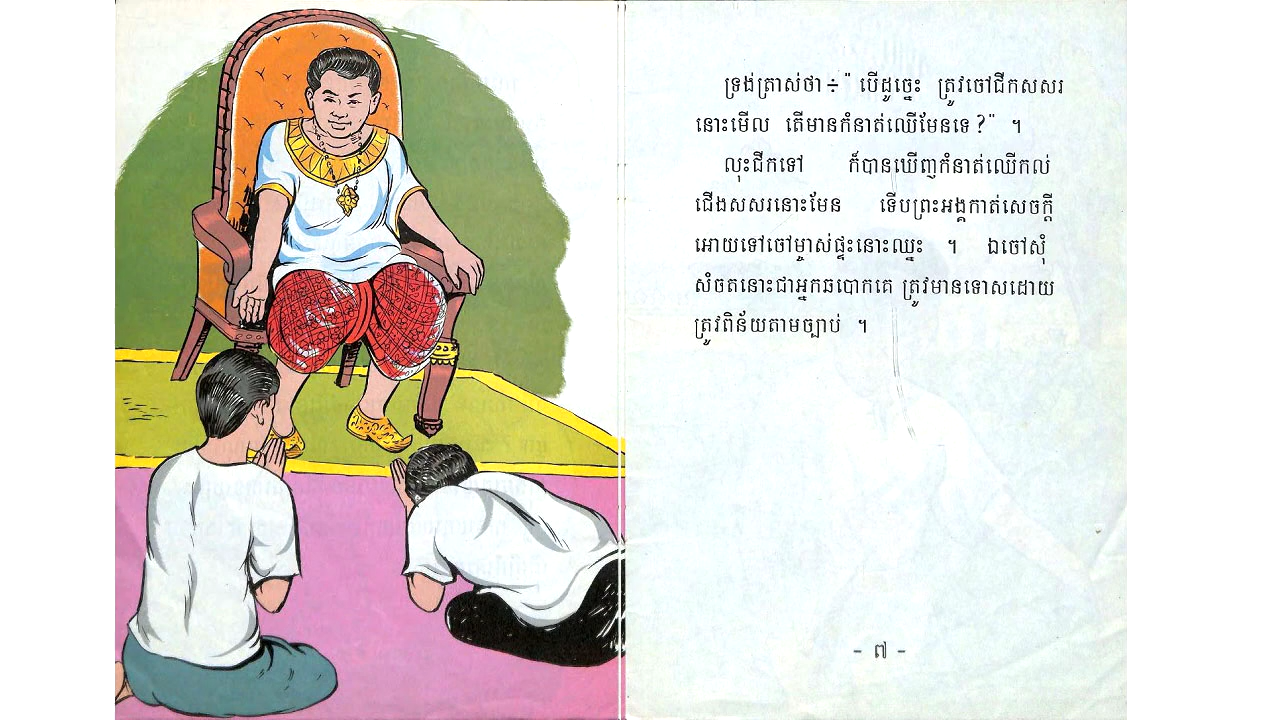 ទ្រង់ត្រាស់ថា ÷ " បើដូច្នេះ ត្រូវចៅជីកសសរ
នោះមើល តើមានកំនាត់ឈើមែនទេ ?" ។
លុះជីកទៅ ក៏បានឃើញកំនាត់ឈើកល់
ជើងសសរនោះមែន ទើបព្រះអង្គកាត់សេចក្ដី
អោយទៅចៅម្ចាស់ផ្ទះនោះឈ្នះ ។ ឯចៅសុំ
សំចតនោះជាអ្នកឆបោកគេ ត្រូវមានទោសដោយ
ត្រូវពិន័យតាមច្បាប់ ។
- ៧ -